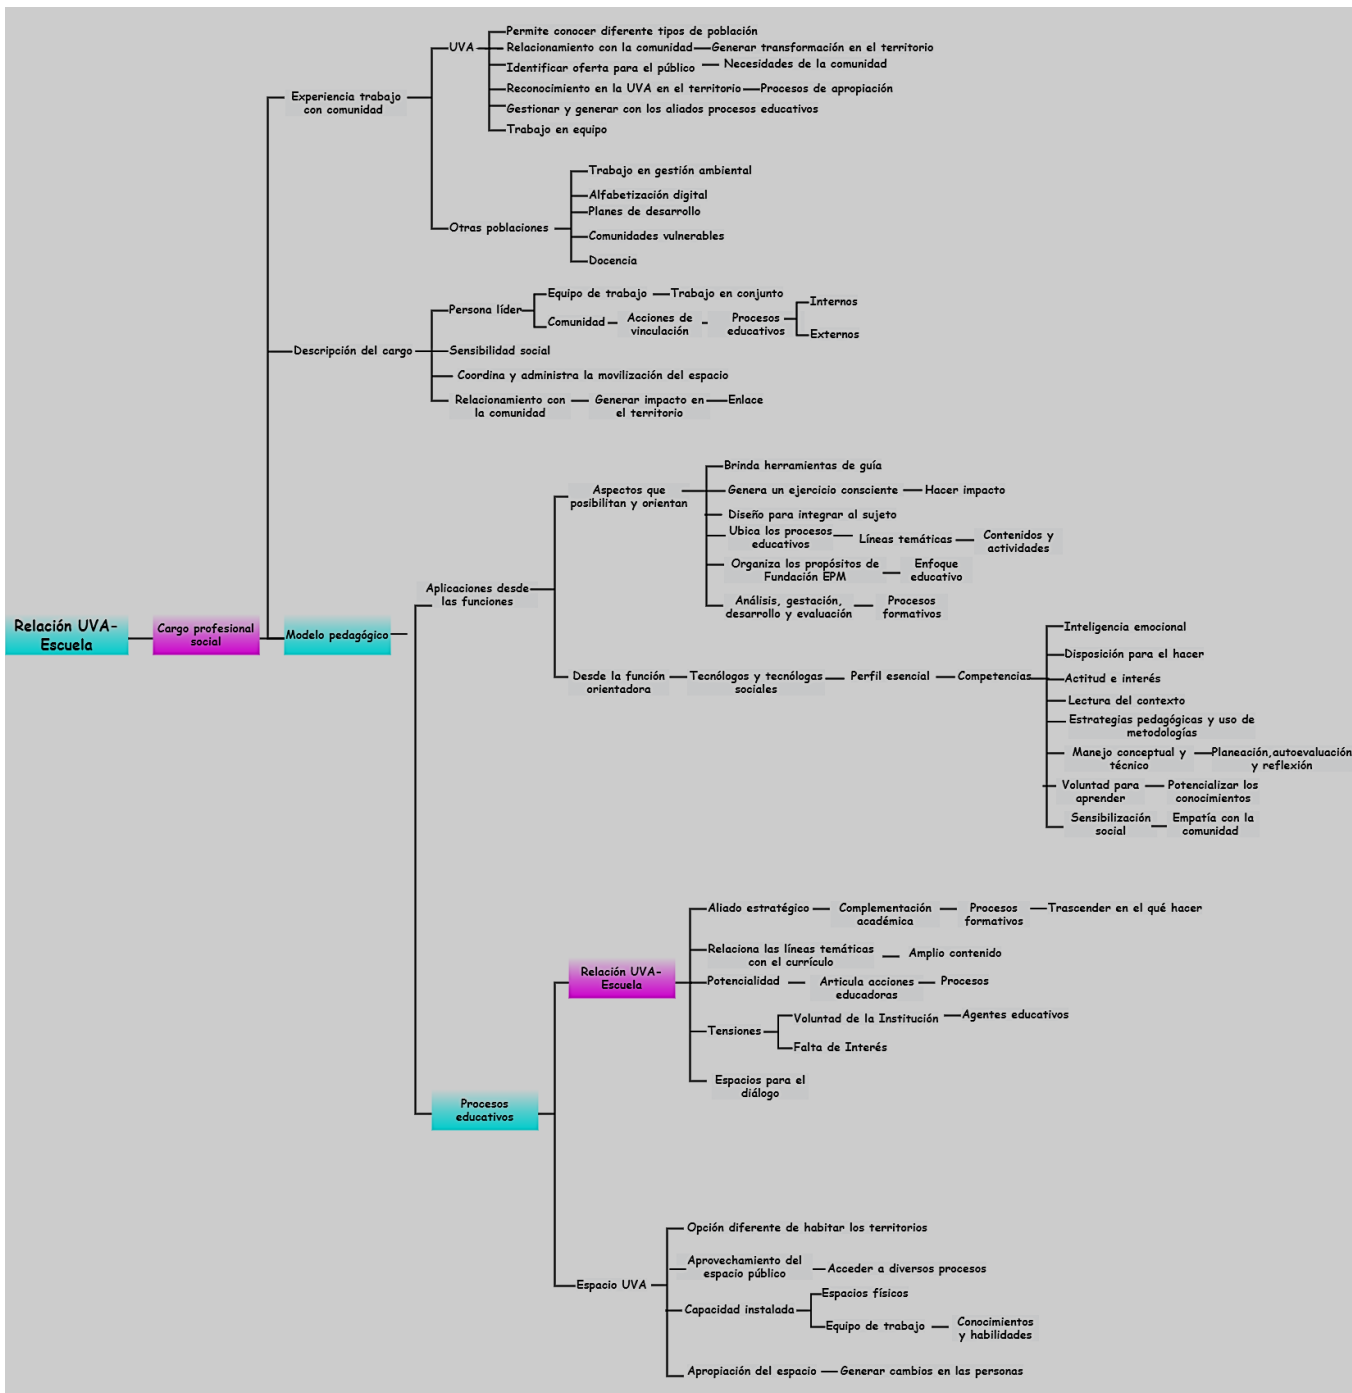 Permite conocer diferente tipos de población
UVA
Relacionamiento con la comunidad
Generar transformación en el territorio
Identificar oferta para el público
Necesidades de la comunidad
Experiencia trabajo
con comunidad
Reconocimiento en la UVA en el territorio
Procesos de apropiación
Gestionar y generar con los aliados procesos educativos
Trabajo en equipo
Trabajo en gestión ambiental
Alfabetización digital
Planes de desarrollo
Otras poblaciones
Comunidades vulnerables
Docencia
Persona líder
Equipo de trabajo
Trabajo en conjunto
Comunidad
Acciones de
vinculación
Procesos
educativos
Internos
Externos
Descripción del cargo
Sensibilidad social
Coordina y administra la movilización del espacio
Relacionamiento con
la comunidad
Generar impacto en
el territorio
Enlace
Brinda herramientas de guía
Aspectos que
posibilitan y orientan
Genera un ejercicio consciente
Hacer impacto
Diseño para integrar al sujeto
Ubica los procesos
educativos
Líneas temáticas
Contenidos y
actividades
Organiza los propósitos de
Fundación EPM
Enfoque
educativo
Aplicaciones desde
las funciones
Análisis, gestación,
desarrollo y evaluación
Procesos
formativos
Relación UVA-
Escuela
Cargo profesional
social
Modelo pedagógico
Desde la función
orientadora
Tecnólogos y tecnólogas
sociales
Perfil esencial
Competencias
Inteligencia emocional
Disposición para el hacer
Actitud e interés
Lectura del contexto
Estrategias pedagógicas y uso de
metodologías
Manejo conceptual y
técnico
Planeación,autoevaluación
y reflexión
Voluntad para
aprender
Potencializar los
conocimientos
Sensibilización
social
Empatía con la
comunidad
Aliado estratégico
Complementación
académica
Procesos
formativos
Trascender en el qué hacer
Relaciona las líneas temáticas
con el currículo
Amplio contenido
Relación UVA-
Escuela
Potencialidad
Articula acciones
educadoras
Procesos
Tensiones
Voluntad de la Institución
Agentes educativos
Falta de Interés
Espacios para el
diálogo
Procesos
educativos
Opción diferente de habitar los territorios
Aprovechamiento del
espacio público
Acceder a diversos procesos
Espacio UVA
Capacidad instalada
Espacios físicos
Equipo de trabajo
Conocimientos
y habilidades
Apropiación del espacio
Generar cambios en las personas